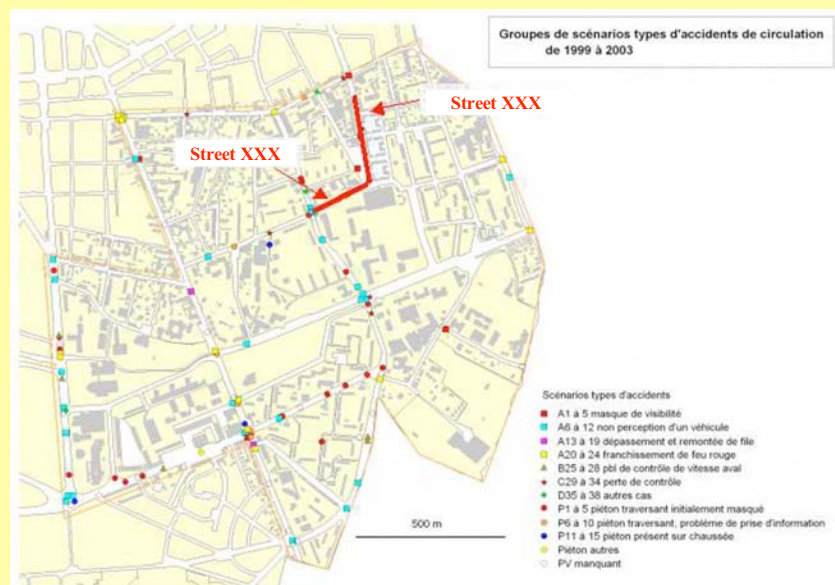 Groupes de scénarios types d'accidents de circulation
de 1999 à 2003
Street XXX
Street XXX
Scénarios types d'accidents
A1 à 5 masque de visibilité
A6 à 12 non perception d'un véhicule
A13 à 19 dépassement et remontée de file
A20 à 24 franchissement de feu rouge
B25 à 28 pbl de contrôle de vitesse aval
C29 à 34 perte de contrôle
D35 à 38 autres cas
P1 à 5 piéton traversant initialement masqué
P6 à 10 piéton traversant, problème de prise d'information
P11 à 15 piéton présent sur chaussée
Piéton autres
PV manquant
500 m